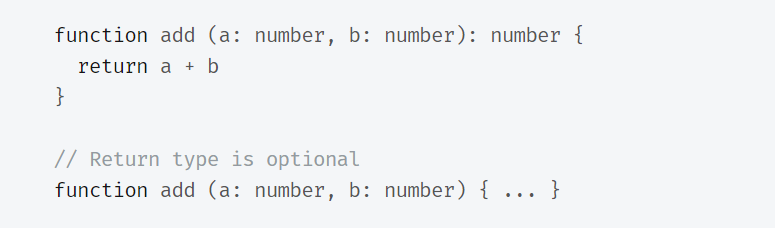 function add (a: number, b: number): number {
  return a + b
}

// Return type is optional
function add (a: number, b: number) { ... }